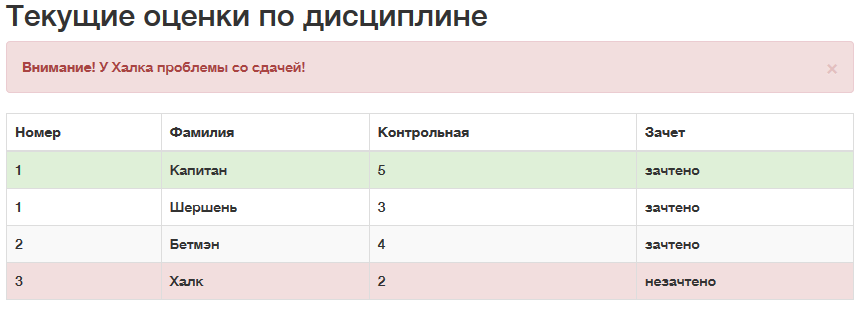 Текущие оценки по дисциплине
Внимание! У Халка проблемы со сдачей! ×
Номер Фамилия Контрольная Зачет
1 Капитан 5 зачтено
1 Шершень 3 зачтено
2 Бетмэн 4 зачтено
3 Халк 2 незачтено